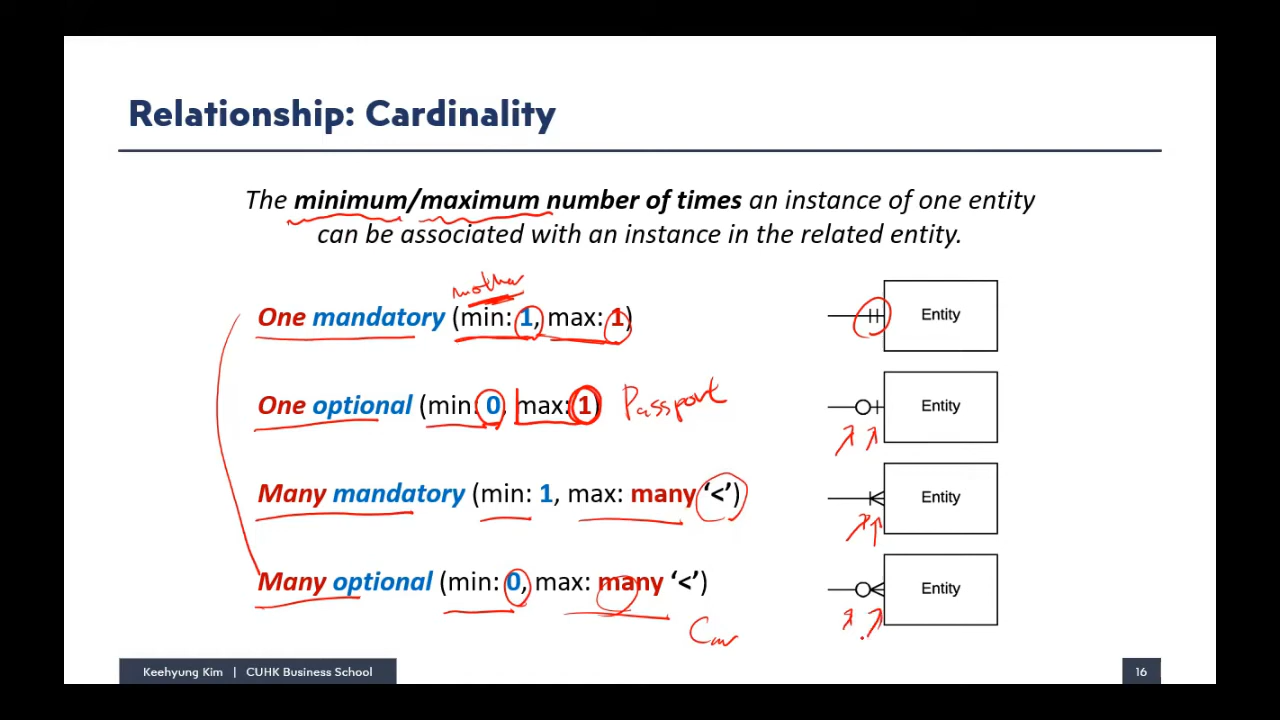 Relationship: Cardinality
The minimum/maximum number of times an instance of one entity
can be associated with an instance in the related entity.
mother
One mandatory (min: 1, max: 1)
Entity
One optional (min: 0, max: 1) Passport
Entity
Many mandatory (min: 1, max: many ‘<’)
Entity
Many optional (min: 0, max: many ‘<’)
Entity
Car
Keehyung Kim | CUHK Business School
16